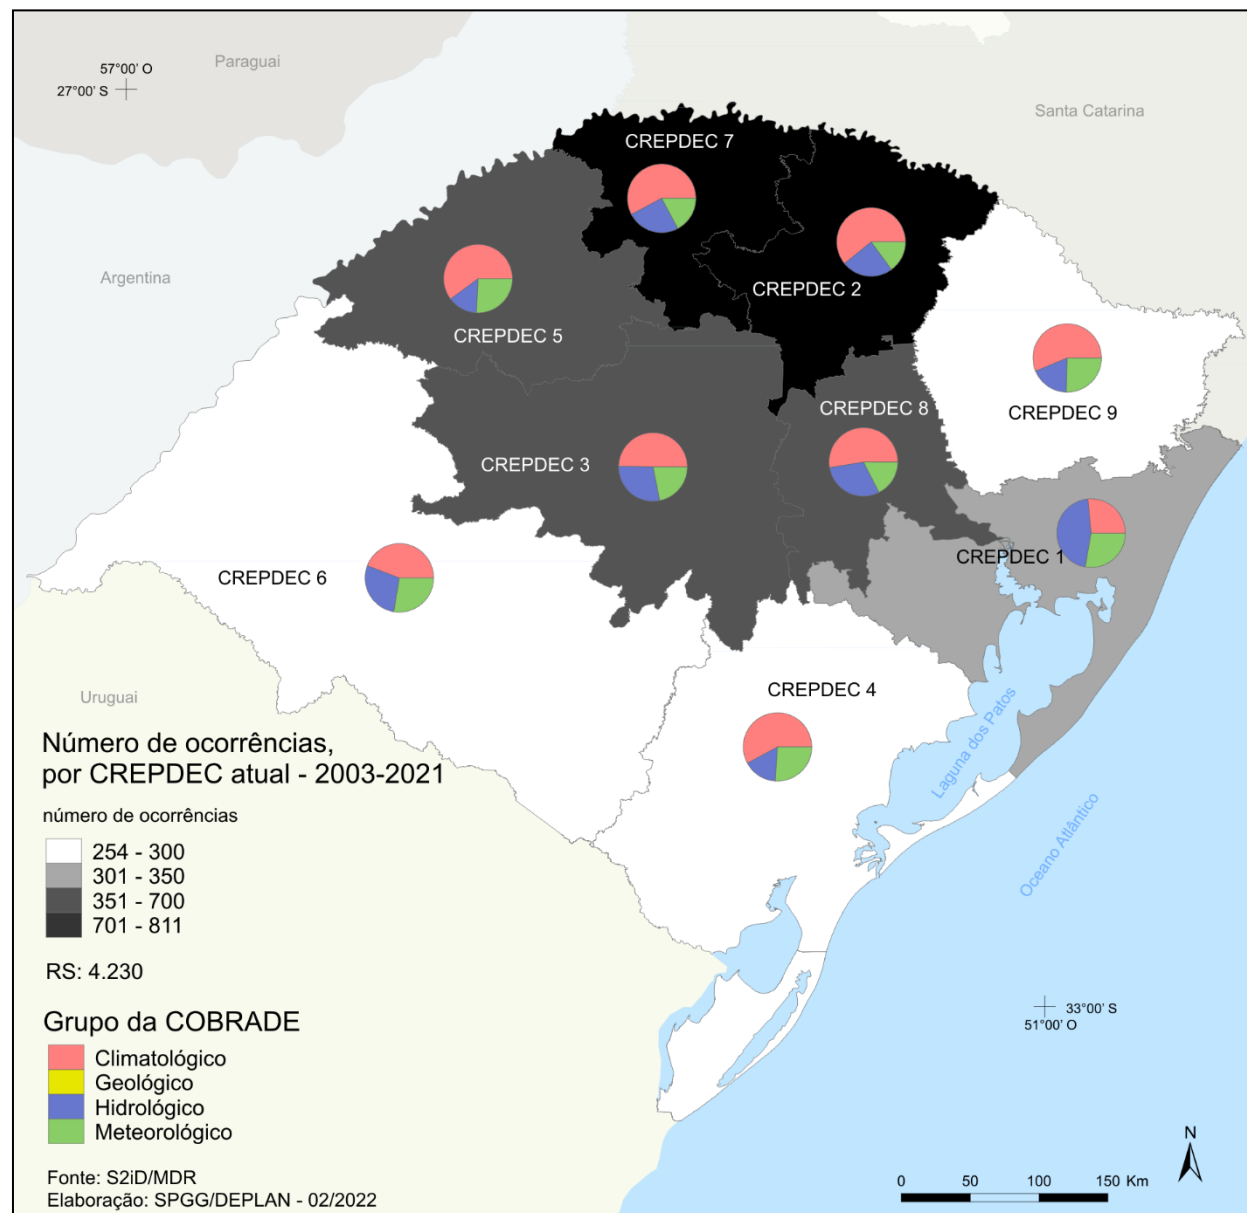 Paraguai
57°00' O
27°00' S
Santa Catarina
CREPDEC 7
Argentina
CREPDEC 2
CREPDEC 5
CREPDEC 8
CREPDEC 9
CREPDEC 3
CREPDEC 1
CREPDEC 6
CREPDEC 4
Uruguai
Laguna dos Patos
Oceano Atlântico
Número de ocorrências,
por CREPDEC atual - 2003-2021
número de ocorrências
254 - 300
301 - 350
351 - 700
701 - 811
RS: 4.230
33°00' S
51°00' O
Grupo da COBRADE
Climatológico
Geológico
Hidrológico
Meteorológico
N
0 50 100 150 Km
Fonte: S2iD/MDR
Elaboração: SPGG/DEPLAN - 02/2022